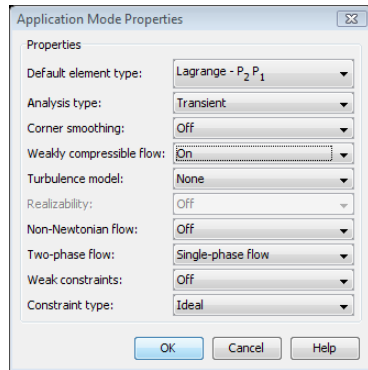 Application Mode Properties
Properties
Default element type: Lagrange - P2 P1
Analysis type: Transient
Corner smoothing: Off
Weakly compressible flow: On
Turbulence model: None
Realizability: Off
Non-Newtonian flow: Off
Two-phase flow: Single-phase flow
Weak constraints: Off
Constraint type: Ideal
OK Cancel Help